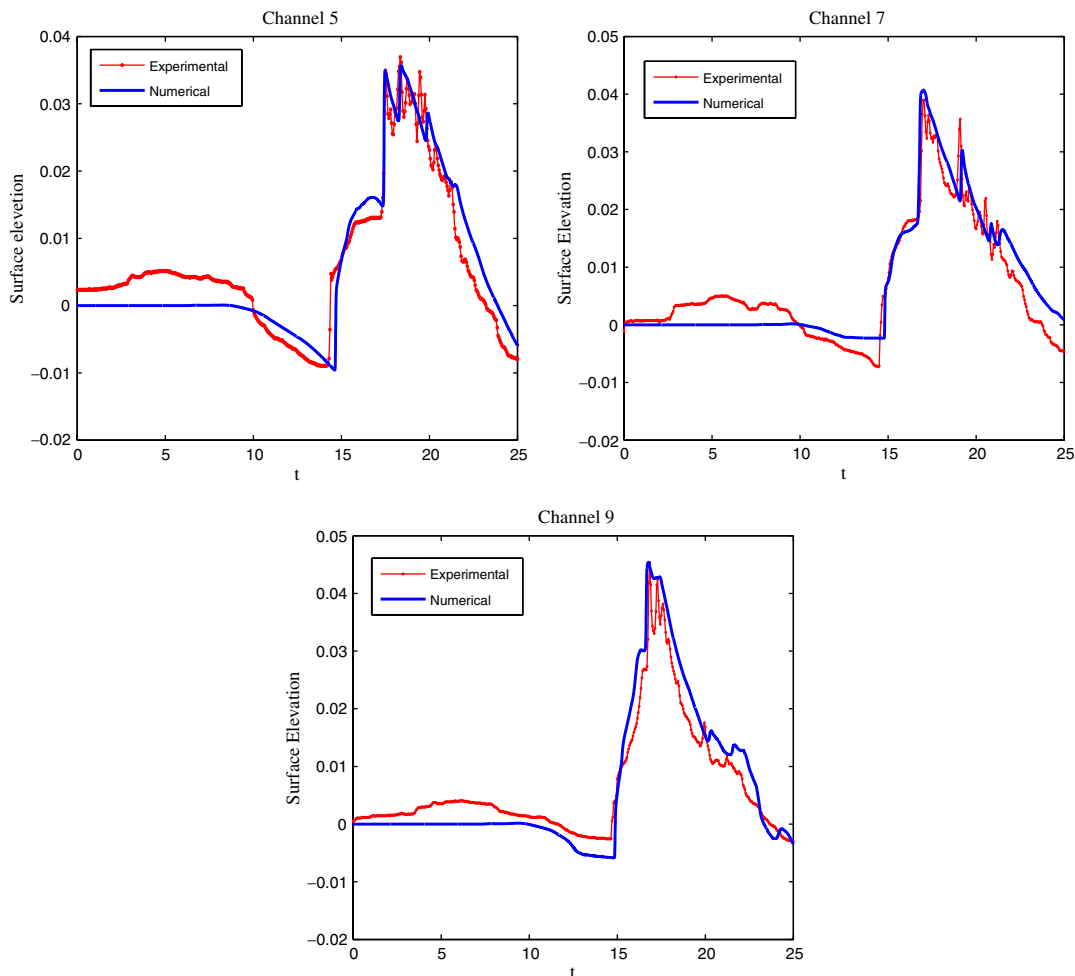 Channel 5
0.04
0.03
0.02
0.01
0
−0.01
−0.02
Surface elevetion
Experimental
Numerical
0 5 10 15 20 25
t
Channel 7
0.05
0.04
0.03
0.02
0.01
0
−0.01
−0.02
Surface Elevation
Experimental
Numerical
0 5 10 15 20 25
t
Channel 9
0.05
0.04
0.03
0.02
0.01
0
−0.01
−0.02
Surface Elevation
Experimental
Numerical
0 5 10 15 20 25
t